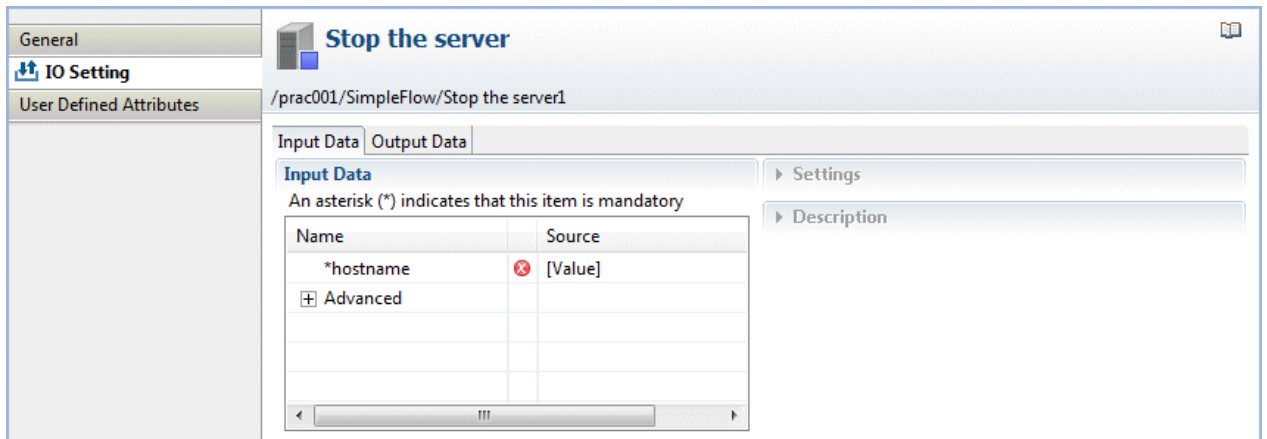 General
IO Setting
User Defined Attributes
Stop the server
/prac001/SimpleFlow/Stop the server1
Input Data Output Data
Input Data
An asterisk (*) indicates that this item is mandatory
Name Source
*hostname [Value]
Advanced
Settings
Description